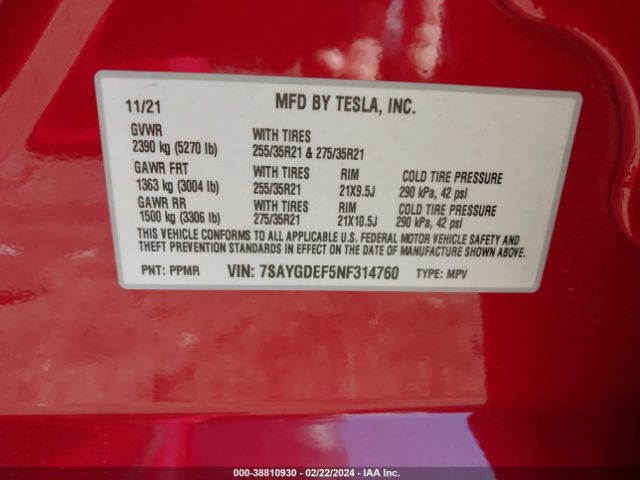 11/21 MFD BY TESLA, INC.
GVWR
2390 kg (5270 lb)
WITH TIRES
255/35R21 & 275/35R21
GAWR FRT WITH TIRES RIM COLD TIRE PRESSURE
1363 kg (3004 lb) 255/35R21 21X9.5J 290 kPa, 42 psi
GAWR RR WITH TIRES RIM COLD TIRE PRESSURE
1500 kg (3306 lb) 275/35R21 21X10.5J 290 kPa, 42 psi
THIS VEHICLE CONFORMS TO ALL APPLICABLE U.S. FEDERAL MOTOR VEHICLE SAFETY AND
THEFT PREVENTION STANDARDS IN EFFECT ON THE DATE OF MANUFACTURE SHOWN ABOVE.
PNT: PPMR VIN: 7SAYGDEF5NF314760 TYPE: MPV
000-38810930 - 02/22/2024 - IAA Inc.